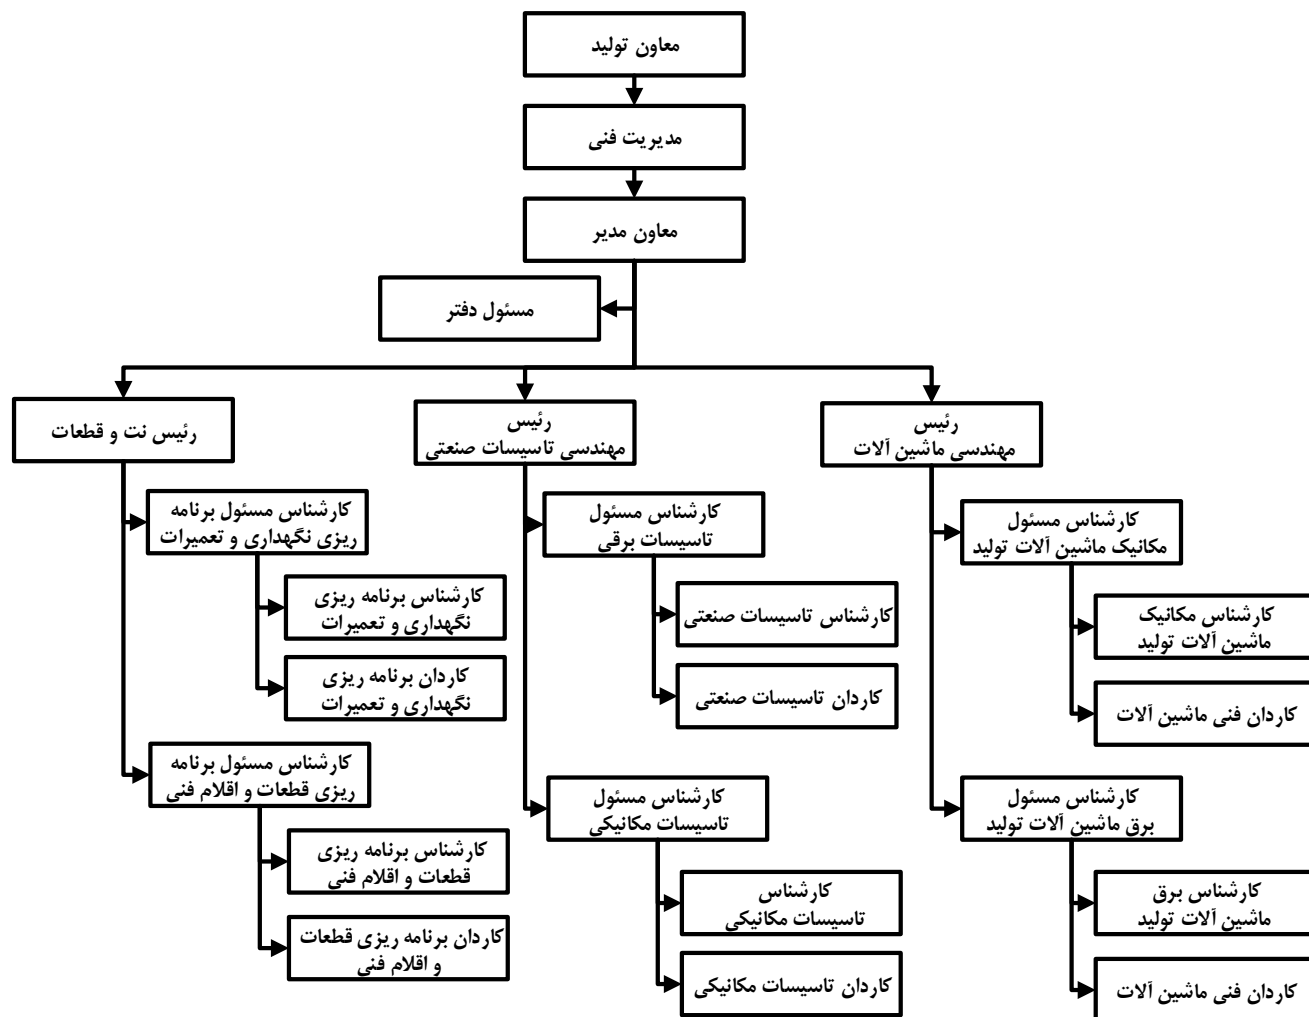 معاون تولید
مدیریت فنی
معاون مدیر
مسئول دفتر
رئیس
مهندسی ماشین آلات
کارشناس مسئول
مکانیک ماشین آلات تولید
کارشناس مکانیک
ماشین آلات تولید
کاردان فنی ماشین آلات
کارشناس مسئول
برق ماشین آلات تولید
کارشناس برق
ماشین آلات تولید
کاردان فنی ماشین آلات
رئیس
مهندسی تاسیسات صنعتی
کارشناس مسئول
تاسیسات برقی
کارشناس تاسیسات صنعتی
کاردان تاسیسات صنعتی
کارشناس مسئول
تاسیسات مکانیکی
کارشناس
تاسیسات مکانیکی
کاردان تاسیسات مکانیکی
رئیس نت و قطعات
کارشناس مسئول برنامه
ریزی نگهداری و تعمیرات
کارشناس برنامه ریزی
نگهداری و تعمیرات
کاردان برنامه ریزی
نگهداری و تعمیرات
کارشناس مسئول برنامه
ریزی قطعات و اقلام فنی
کارشناس برنامه ریزی
قطعات و اقلام فنی
کاردان برنامه ریزی قطعات
و اقلام فنی